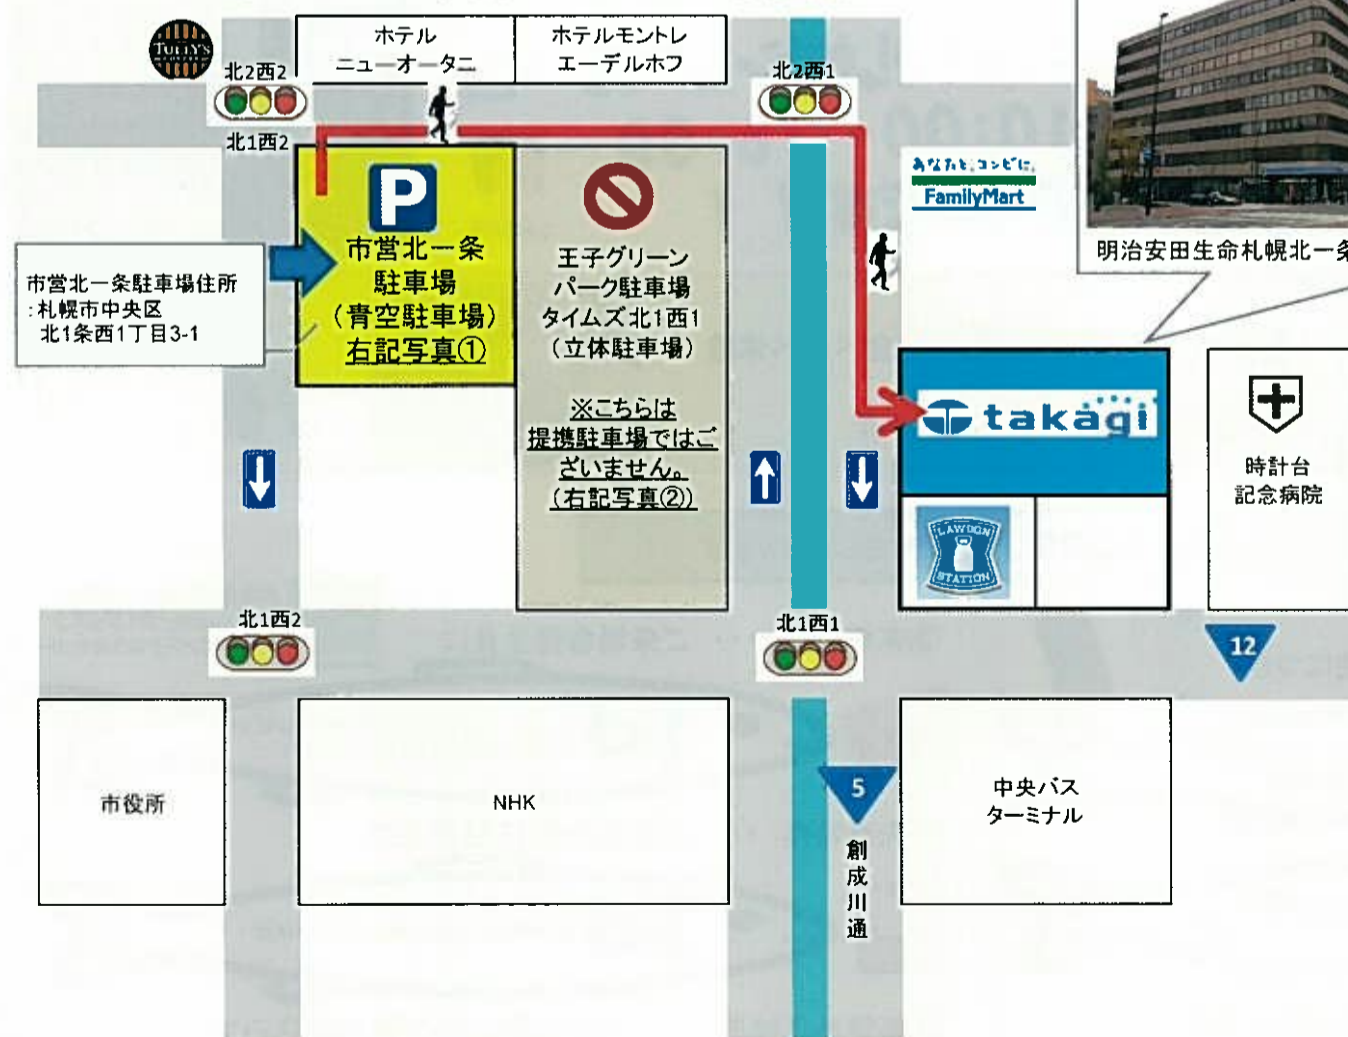 TULLY'S
ホテル
ニューオータニ
ホテルモントレ
エーデルホフ
北2西2
北2西1
北1西2
あなたと、コンビに、
FamilyMart
明治安田生命札幌北一条
P
市営北一条
駐車場
(青空駐車場)
右記写真①
市営北一条駐車場住所
:札幌市中央区
北1条西1丁目3-1
王子グリーン
パーク駐車場
タイムズ北1西1
(立体駐車場)
※こちらは
提携駐車場ではご
ざいません。
(右記写真②))
takagi
時計台
記念病院
LAWSON
STATION
北1西2
北1西1
12
市役所
NHK
5
創成川通
中央バス
ターミナル